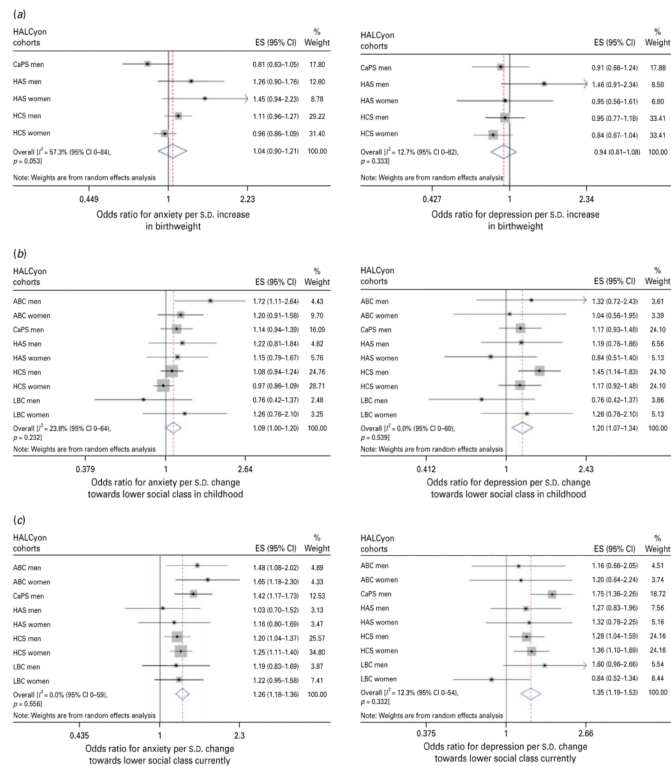 (a)
HALCyon
cohorts
ES (95% CI)
%
Weight
CaPS men 0.81 (0.63–1.05) 17.80
HAS men 1.26 (0.90–1.76) 12.80
HAS women 1.45 (0.94–2.23) 8.78
HCS men 1.11 (0.96–1.27) 29.22
HCS women 0.96 (0.86–1.09) 31.40
Overall [I² = 57.3% (95% CI 0–84), 1.04 (0.90–1.21) 100.00
p = 0.053]
Note: Weights are from random effects analysis
0.449 1 2.23
Odds ratio for anxiety per S.D. increase
in birthweight
HALCyon
cohorts
ES (95% CI)
%
Weight
CaPS men 0.91 (0.66–1.24) 17.88
HAS men 1.46 (0.91–2.34) 8.50
HAS women 0.95 (0.56–1.61) 6.80
HCS men 0.95 (0.77–1.18) 33.41
HCS women 0.84 (0.67–1.04) 33.41
Overall [I² = 12.7% (95% CI 0–82), 0.94 (0.81–1.08) 100.00
p = 0.333]
Note: Weights are from random effects analysis
0.427 1 2.34
Odds ratio for depression per S.D. increase
in birthweight
(b)
HALCyon
cohorts
ES (95% CI)
%
Weight
ABC men 1.72 (1.11–2.64) 4.43
ABC women 1.20 (0.91–1.58) 9.70
CaPS men 1.14 (0.94–1.39) 16.09
HAS men 1.22 (0.81–1.84) 4.82
HAS women 1.15 (0.79–1.67) 5.76
HCS men 1.08 (0.94–1.24) 24.76
HCS women 0.97 (0.86–1.09) 28.71
LBC men 0.76 (0.42–1.37) 2.48
LBC women 1.26 (0.76–2.10) 3.25
Overall [I² = 23.8% (95% CI 0–64), 1.09 (1.00–1.20) 100.00
p = 0.232]
Note: Weights are from random effects analysis
0.379 1 2.64
Odds ratio for anxiety per S.D. change
towards lower social class in childhood
HALCyon
cohorts
ES (95% CI)
%
Weight
ABC men 1.32 (0.72–2.43) 3.61
ABC women 1.04 (0.56–1.95) 3.39
CaPS men 1.17 (0.93–1.48) 24.10
HAS men 1.19 (0.76–1.86) 6.56
HAS women 0.84 (0.51–1.40) 5.13
HCS men 1.45 (1.14–1.83) 24.10
HCS women 1.17 (0.92–1.48) 24.10
LBC men 0.76 (0.42–1.37) 3.86
LBC women 1.26 (0.76–2.10) 5.13
Overall [I² = 0.0% (95% CI 0–60), 1.20 (1.07–1.34) 100.00
p = 0.539]
Note: Weights are from random effects analysis
0.412 1 2.43
Odds ratio for depression per S.D. change
towards lower social class in childhood
(c)
HALCyon
cohorts
ES (95% CI)
%
Weight
ABC men 1.48 (1.08–2.02) 4.89
ABC women 1.65 (1.18–2.30) 4.33
CaPS men 1.42 (1.17–1.73) 12.53
HAS men 1.03 (0.70–1.52) 3.13
HAS women 1.16 (0.80–1.69) 3.47
HCS men 1.20 (1.04–1.37) 25.57
HCS women 1.25 (1.11–1.40) 34.80
LBC men 1.19 (0.83–1.69) 3.87
LBC women 1.22 (0.95–1.58) 7.41
Overall [I² = 0.0% (95% CI 0–59), 1.26 (1.18–1.36) 100.00
p = 0.556]
Note: Weights are from random effects analysis
0.435 1 2.3
Odds ratio for anxiety per S.D. change
towards lower social class currently
HALCyon
cohorts
ES (95% CI)
%
Weight
ABC men 1.16 (0.66–2.05) 4.51
ABC women 1.20 (0.64–2.24) 3.74
CaPS men 1.75 (1.36–2.26) 18.72
HAS men 1.27 (0.83–1.96) 7.56
HAS women 1.32 (0.78–2.25) 5.16
HCS men 1.28 (1.04–1.59) 24.16
HCS women 1.36 (1.10–1.69) 24.16
LBC men 1.60 (0.96–2.66) 5.54
LBC women 0.84 (0.52–1.34) 6.44
Overall [I² = 12.3% (95% CI 0–54), 1.35 (1.19–1.53) 100.00
p = 0.332]
Note: Weights are from random effects analysis
0.375 1 2.66
Odds ratio for depression per S.D. change
towards lower social class currently